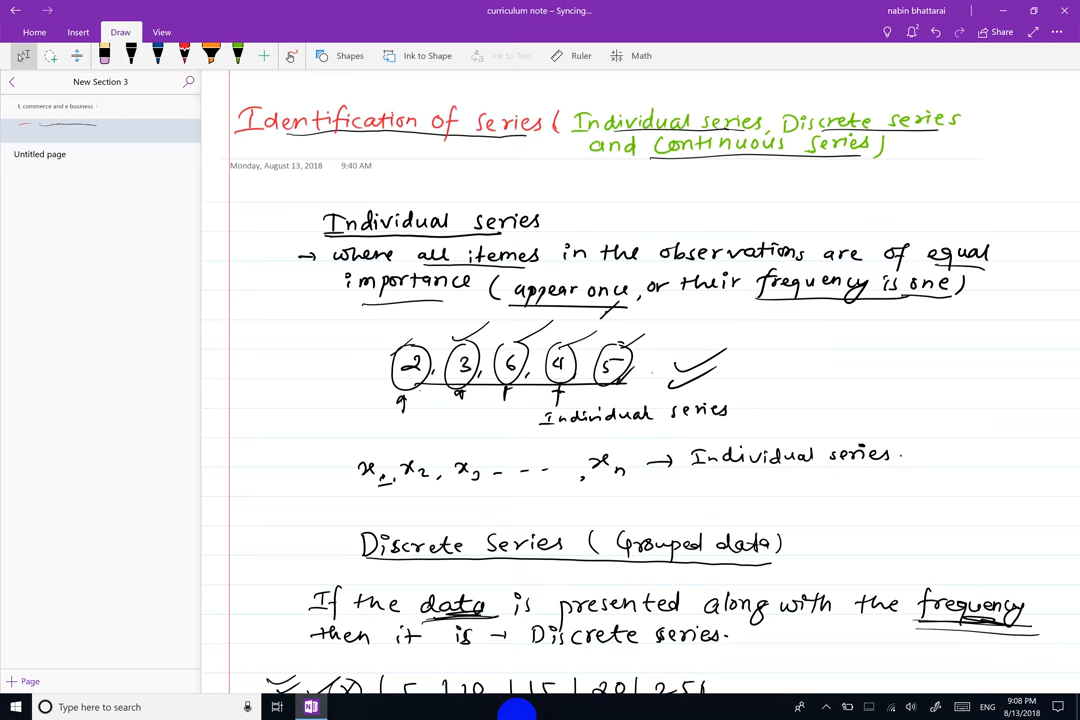 curriculum note – Syncing...
nabin bhattarai
Home Insert Draw View
Share
Shapes Ink to Shape Ink to Text Ruler Math
New Section 3
E commerce and e business
Untitled page
Identification of series ( Individual series, Discrete series
and Continuous series)
Monday, August 13, 2018 9:40 AM
Individual series
→ where all itemes in the observations are of equal
importance ( appear once, or their frequency is one)
2, 3, 6, 4, 5
Individual series
x1, x2, x3 - - - - , xn → Individual series.
Discrete series ( Grouped data)
If the data is presented along with the frequency
then it is → Discrete series.
(x) | 5 | 10 | 15 | 20 | 25
+ Page
Type here to search
ENG
9:08 PM
8/13/2018